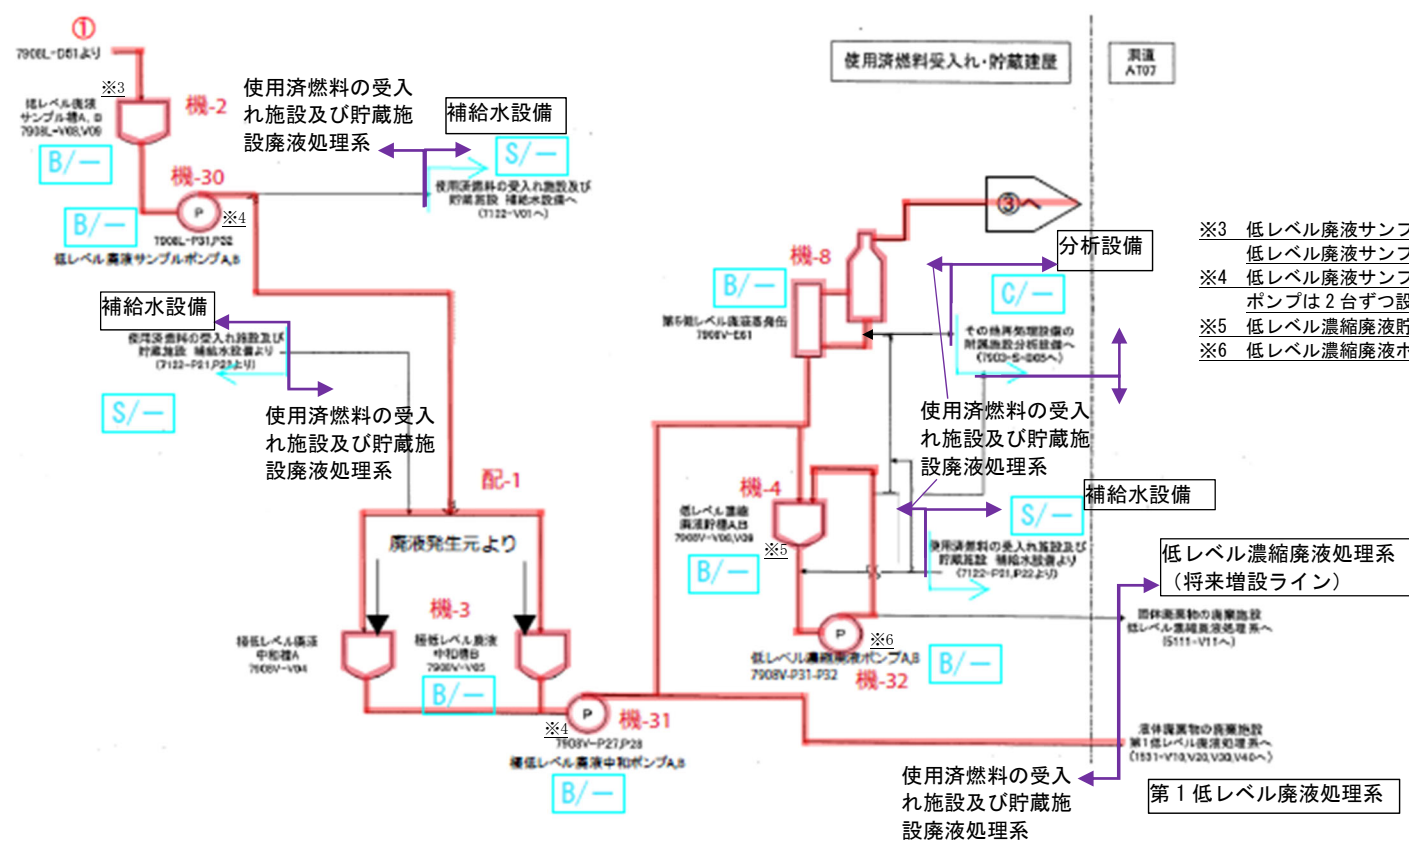 ①
7908L-D61より
※3
低レベル廃液
サンプル槽A, B
7908L-V08,V09
機-2
B/―
機-30
B/―
P
※4
7908L-P31,P32
低レベル廃液サンプルポンプA,B
使用済燃料の受入
れ施設及び貯蔵施
設廃液処理系
補給水設備
S/―
使用済燃料の受入れ施設及び
貯蔵施設 補給水設備へ
(7122-V01へ)
補給水設備
使用済燃料の受入れ施設及び
貯蔵施設 補給水設備より
(7122-P21,P22より)
S/―
使用済燃料の受入
れ施設及び貯蔵施
設廃液処理系
配-1
廃液発生元より
機-3
極低レベル廃液
中和槽A
7908V-V04
極低レベル廃液
中和槽B
7908V-V05
B/―
P
※4
機-31
7908V-P27,P28
極低レベル廃液中和ポンプA,B
B/―
使用済燃料受入れ・貯蔵建屋
洞道
AT07
③へ
機-8
B/―
第5低レベル廃液蒸発缶
7908V-E61
分析設備
C/―
その他再処理設備の
附属施設分析設備へ
使用済燃料の受入
れ施設及び貯蔵施
設廃液処理系
機-4
低レベル濃縮
廃液貯槽A,B
※5
B/―
補給水設備
S/―
使用済燃料の受入れ施設及び
貯蔵施設 補給水設備より
(7122-P21,P22より)
P
※6
低レベル濃縮廃液ポンプA,B
7908V-P31-P32
機-32
B/―
低レベル濃縮廃液処理系
（将来増設ライン）
固体廃棄物の廃棄施設
低レベル濃縮廃液処理系へ
(5111-V11へ)
液体廃棄物の廃棄施設
第1低レベル廃液処理系へ
(1531-V10,V20,V30,V40へ)
使用済燃料の受入
れ施設及び貯蔵施
設廃液処理系
第１低レベル廃液処理系
※3 低レベル廃液サンプ
低レベル廃液サンプ
※4 低レベル廃液サンプ
ポンプは２台ずつ設
※5 低レベル濃縮廃液貯
※6 低レベル濃縮廃液ポ